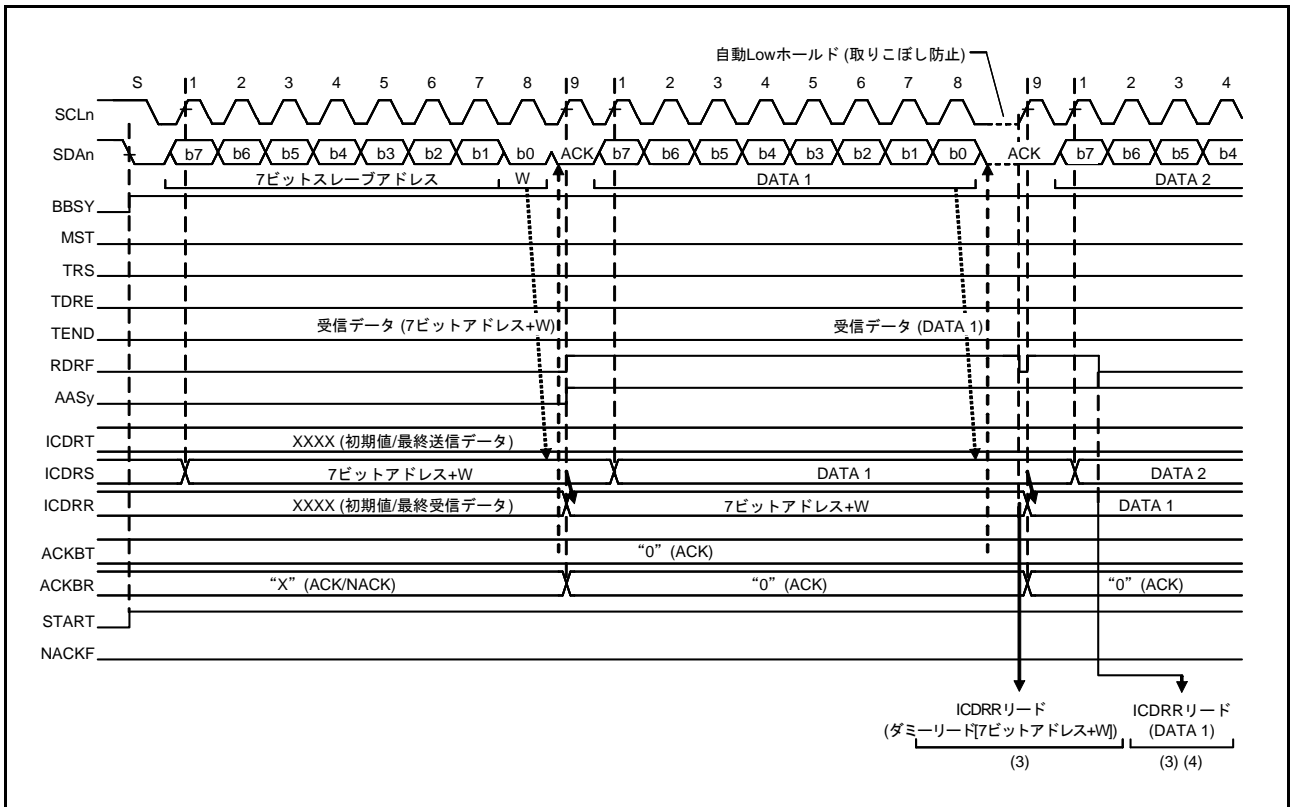 自動Lowホールド (取りこぼし防止)
S 1 2 3 4 5 6 7 8 9 1 2 3 4 5 6 7 8 9 1 2 3 4
SCLn
SDAn b7 b6 b5 b4 b3 b2 b1 b0 ACK b7 b6 b5 b4 b3 b2 b1 b0 ACK b7 b6 b5 b4
7ビットスレーブアドレス W DATA 1 DATA 2
BBSY
MST
TRS
TDRE
TEND
受信データ (7ビットアドレス+W) 受信データ (DATA 1)
RDRF
AASy
ICDRT XXXX (初期値/最終送信データ)
ICDRS 7ビットアドレス+W DATA 1 DATA 2
ICDRR XXXX (初期値/最終受信データ) 7ビットアドレス+W DATA 1
ACKBT “0” (ACK)
ACKBR “X” (ACK/NACK) “0” (ACK) “0” (ACK)
START
NACKF
ICDRRリード ICDRRリード
(ダミーリード[7ビットアドレス+W]) (DATA 1)
(3) (3) (4)